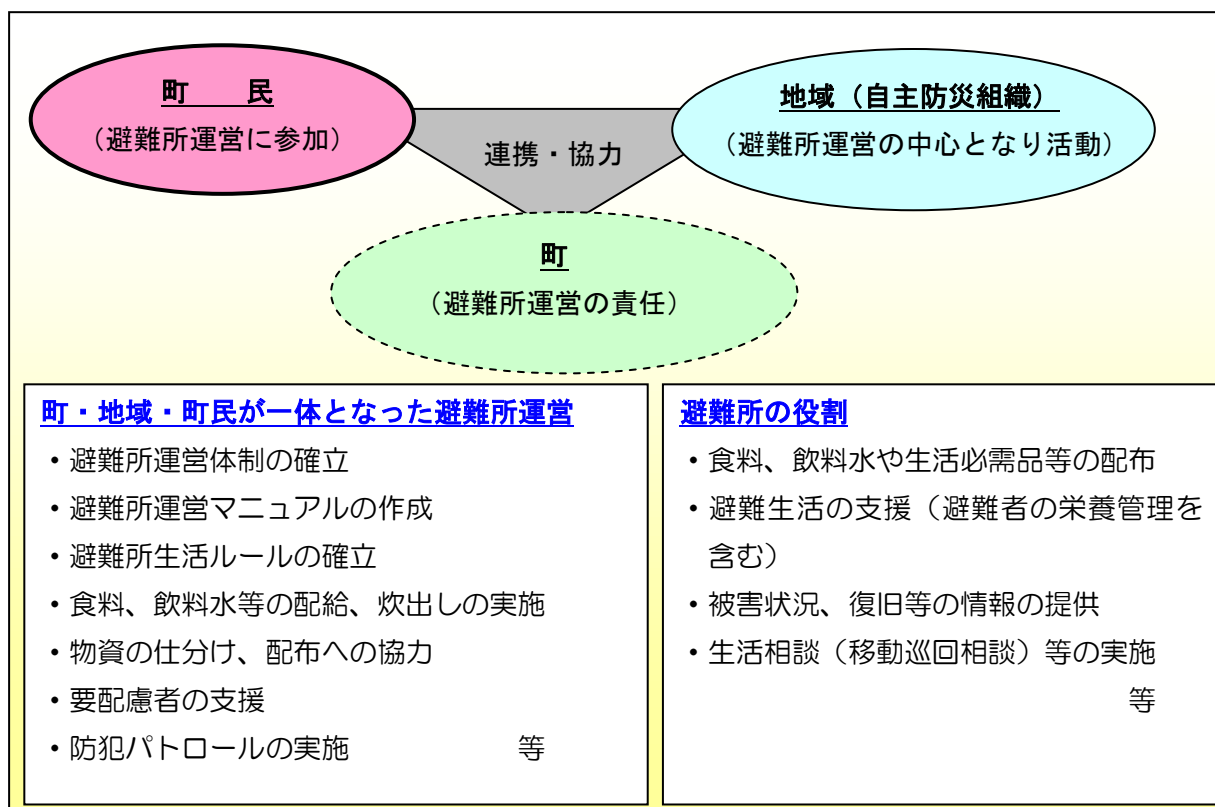 町　民
（避難所運営に参加）
地域（自主防災組織）
（避難所運営の中心となり活動）
連携・協力
町
（避難所運営の責任）
町・地域・町民が一体となった避難所運営
・避難所運営体制の確立
・避難所運営マニュアルの作成
・避難所生活ルールの確立
・食料、飲料水等の配給、炊出しの実施
・物資の仕分け、配布への協力
・要配慮者の支援
・防犯パトロールの実施　　　　　　等
避難所の役割
・食料、飲料水や生活必需品等の配布
・避難生活の支援（避難者の栄養管理を
含む）
・被害状況、復旧等の情報の提供
・生活相談（移動巡回相談）等の実施
等